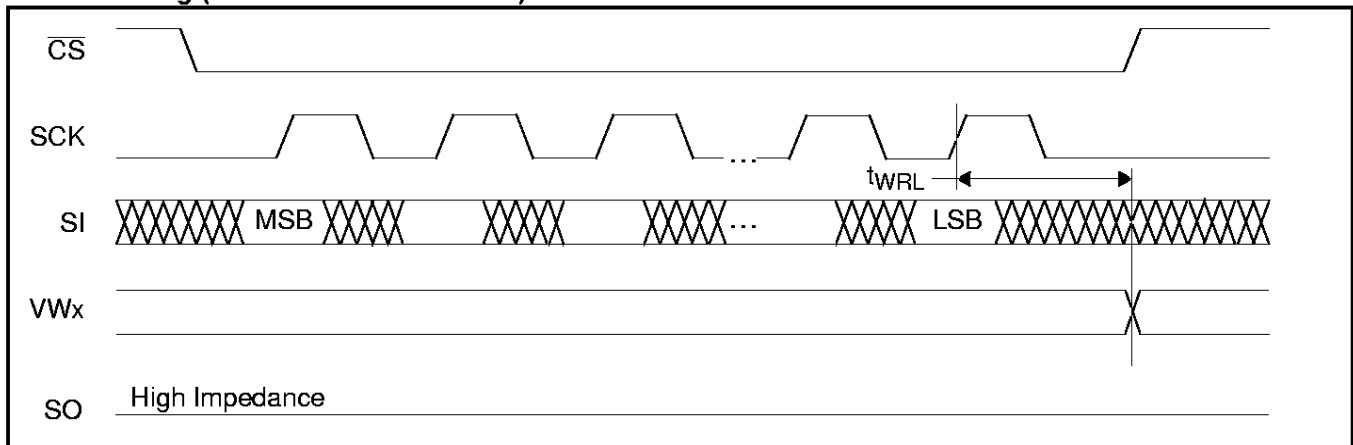 CS
SCK
...
tWRL
SI
MSB
...
LSB
VWx
SO
High Impedance